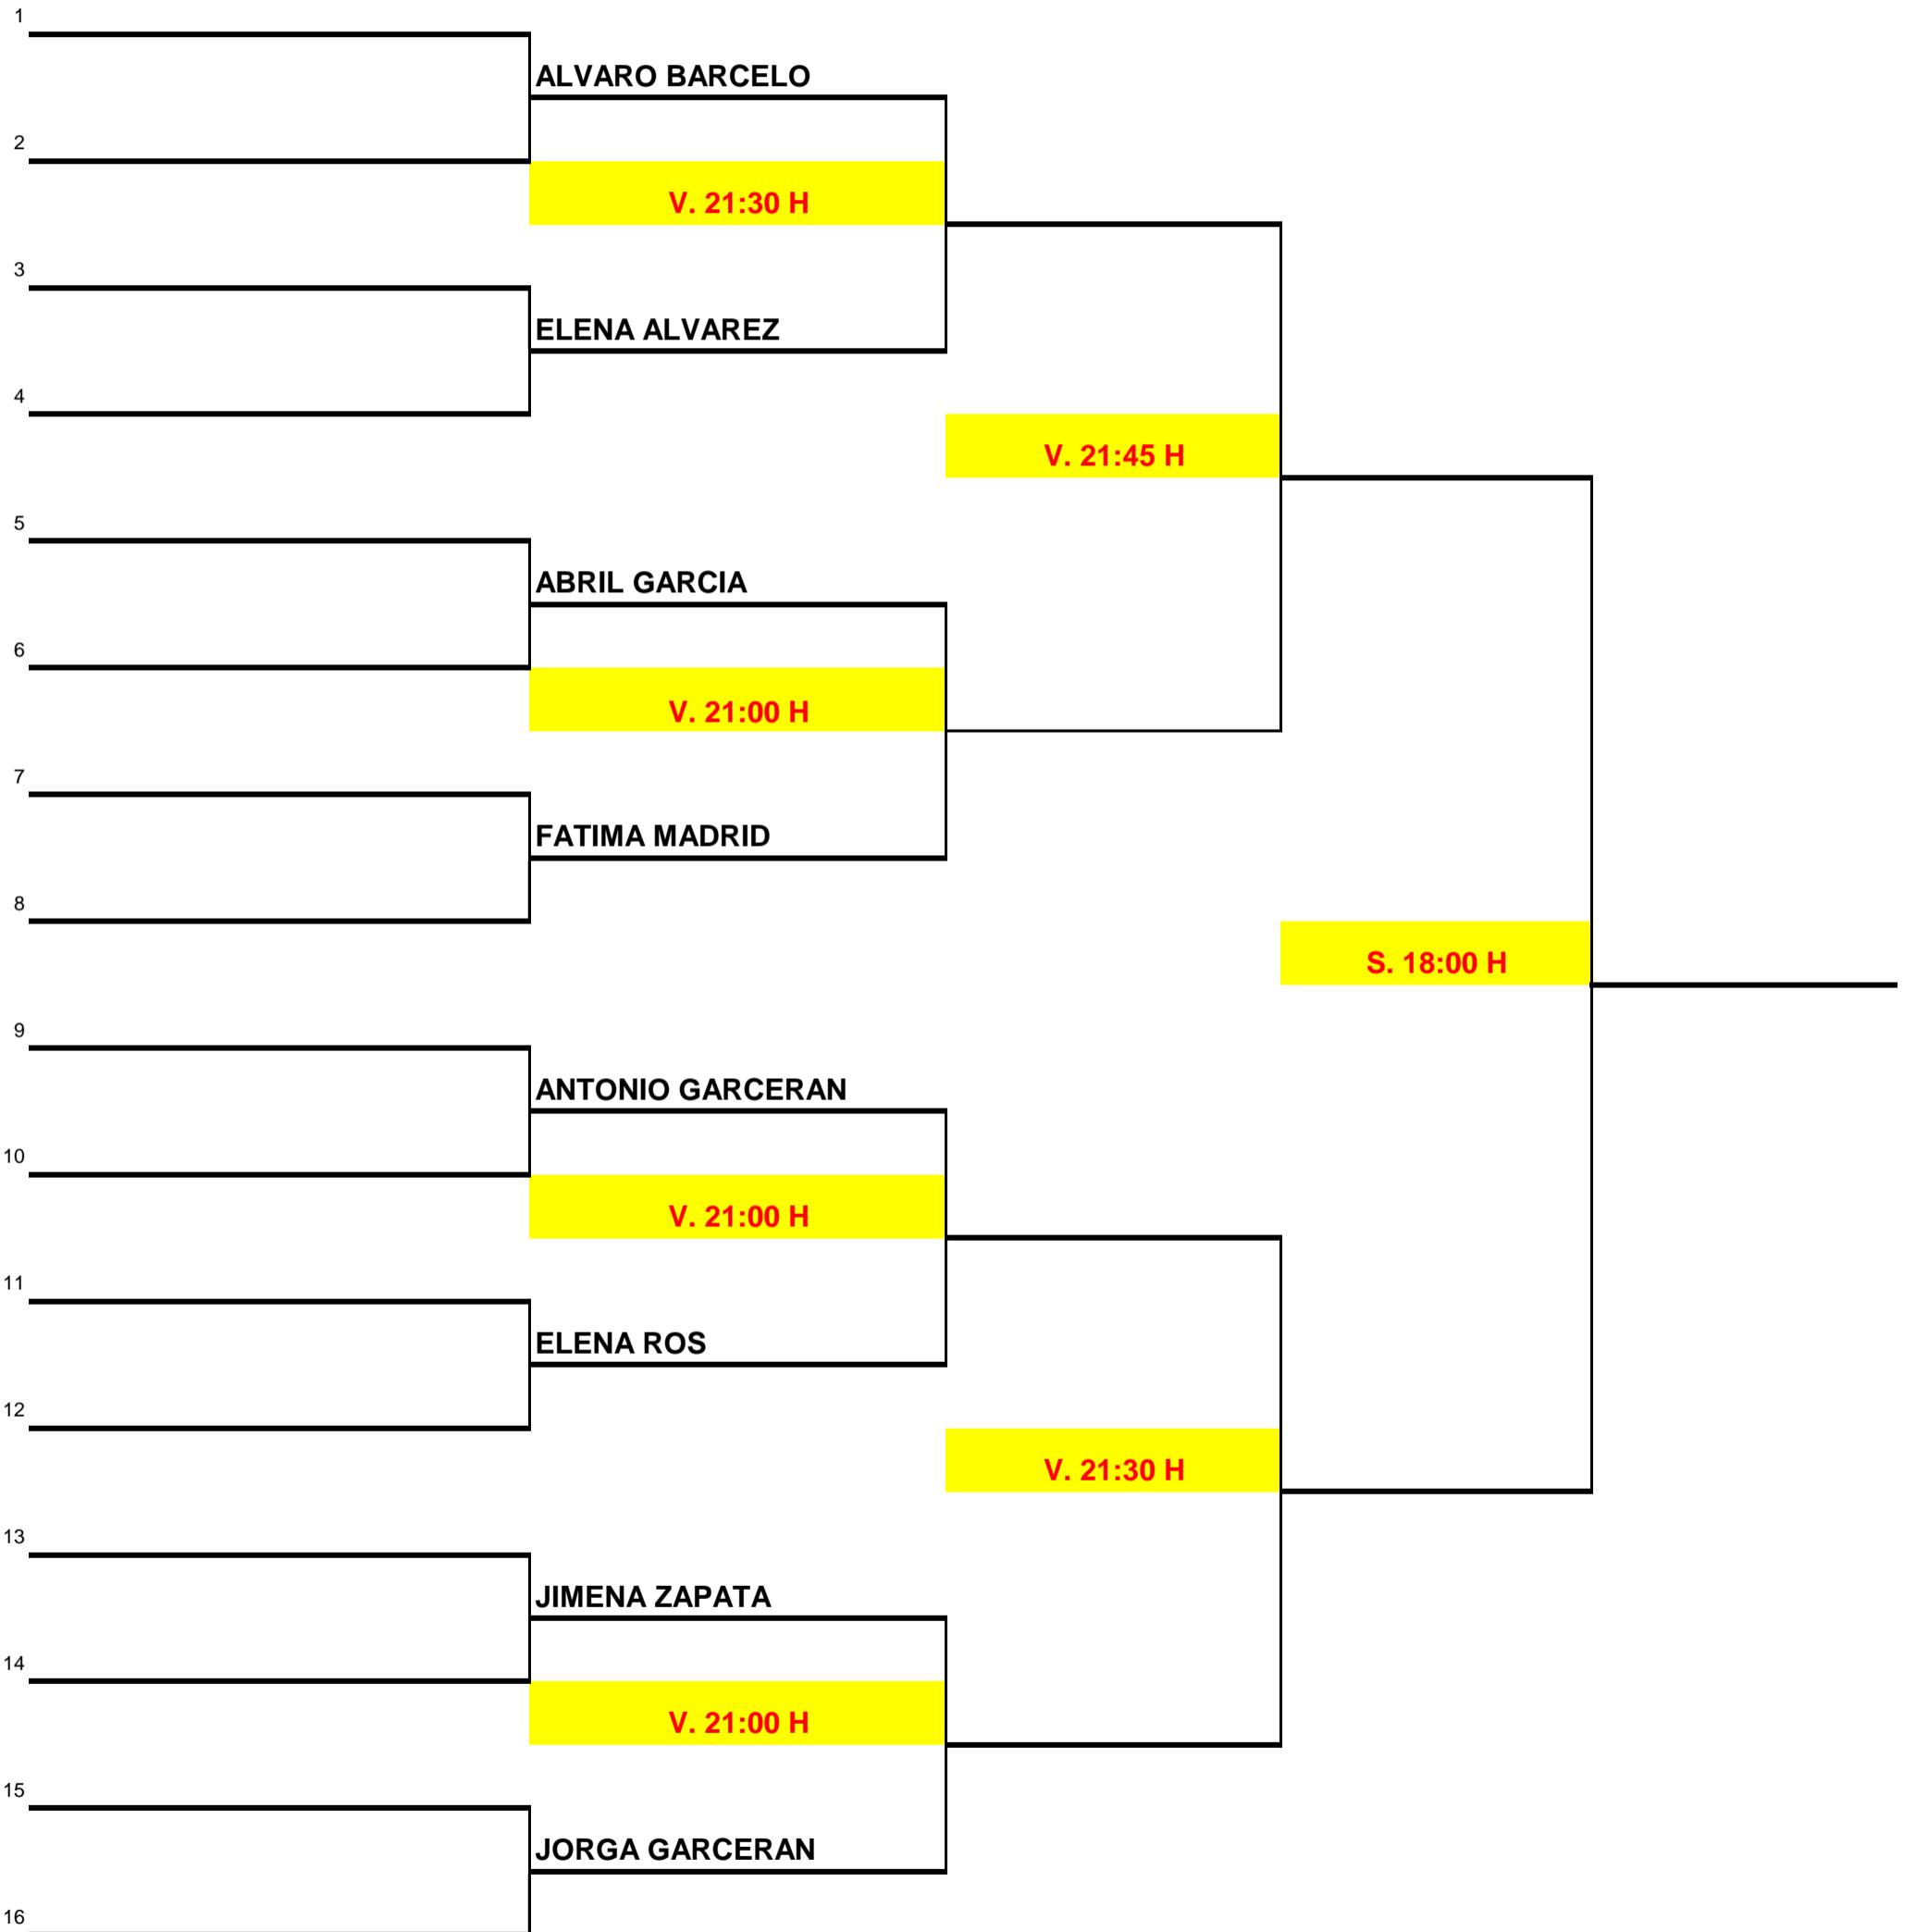 1
ALVARO BARCELO
2
V. 21:30 H
3
ELENA ALVAREZ
4
V. 21:45 H
5
ABRIL GARCIA
6
V. 21:00 H
7
FATIMA MADRID
8
S. 18:00 H
9
ANTONIO GARCERAN
10
V. 21:00 H
11
ELENA ROS
12
V. 21:30 H
13
JIMENA ZAPATA
14
V. 21:00 H
15
JORGA GARCERAN
16